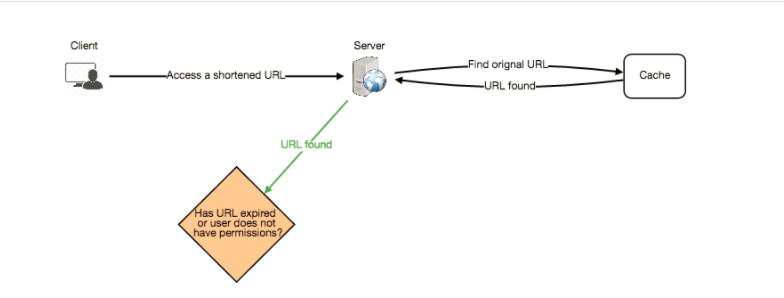 Client
Server
Access a shortened URL
Find orignal URL
URL found
Cache
URL found
Has URL expired
or user does not
have permissions?